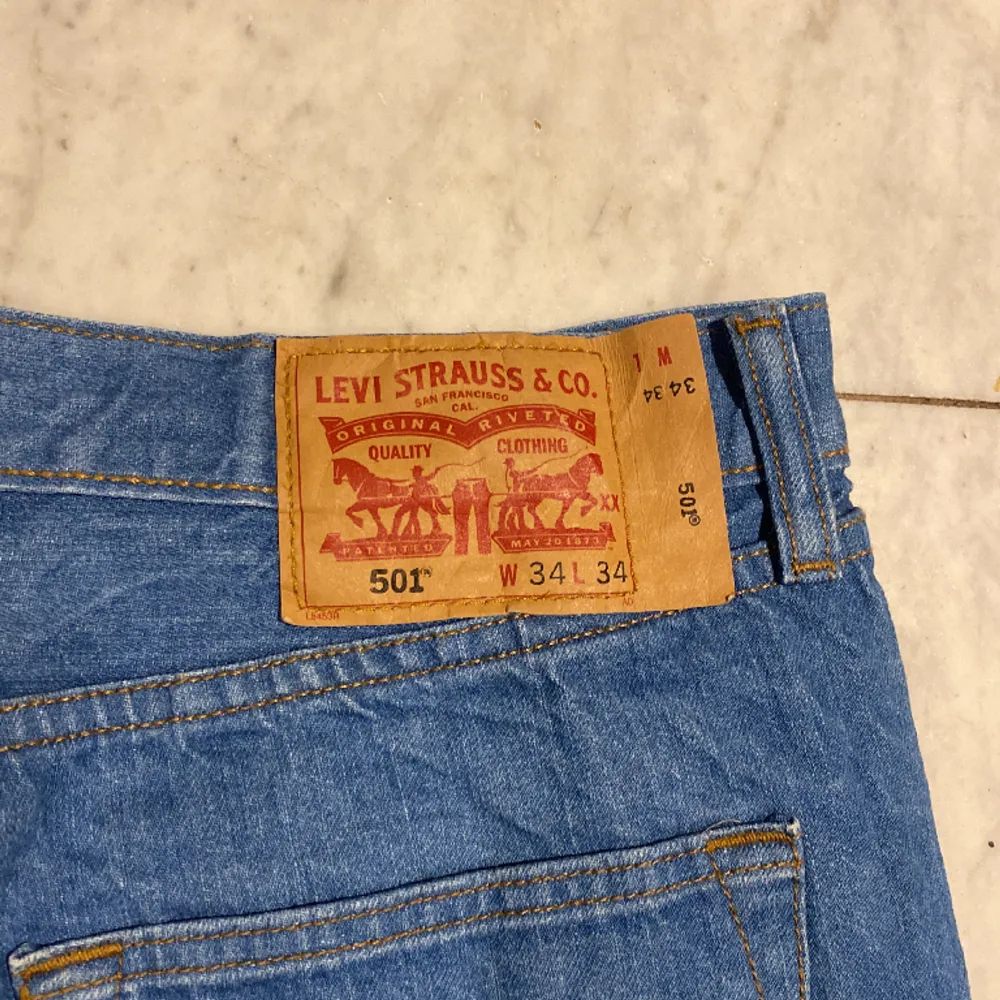 LEVI STRAUSS & CO.
SAN FRANCISCO
CAL.
ORIGINAL RIVETED
QUALITY CLOTHING
XX
PATENTED MAY 20 1873
501®
W 34 L 34
M
34 34
501®